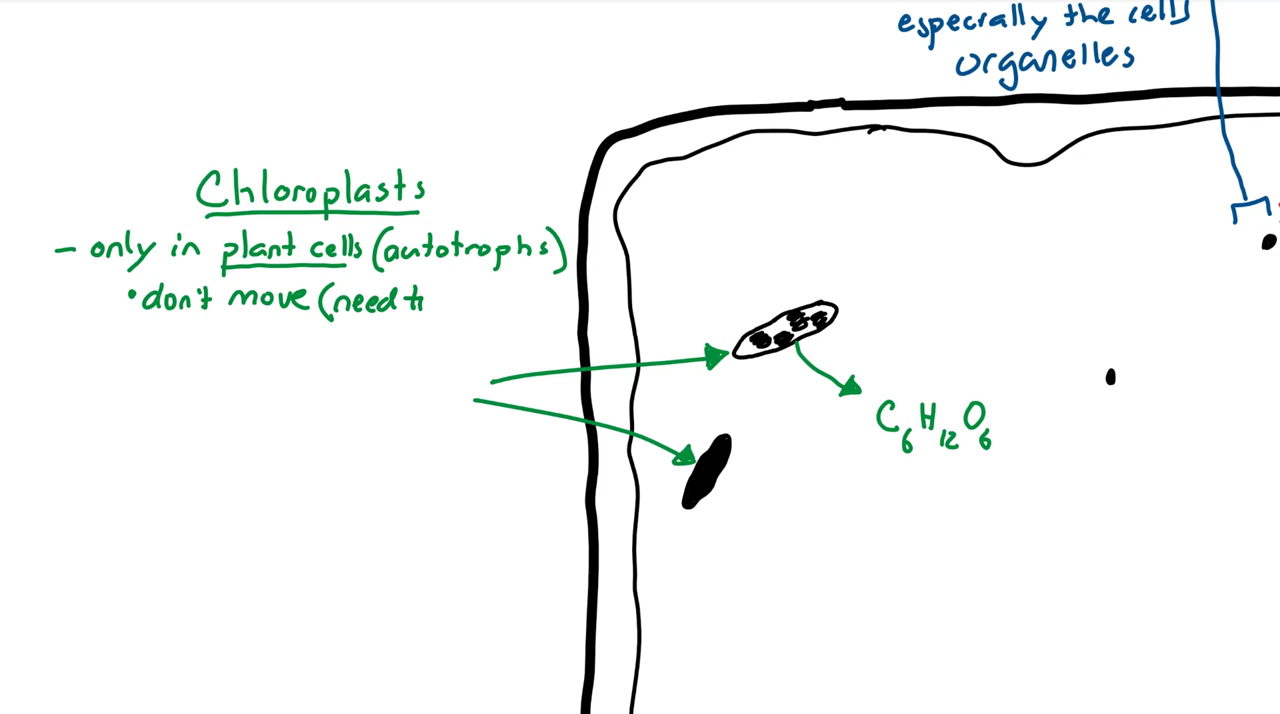 especially the cells
organelles
Chloroplasts
- only in plant cells (autotrophs)
• don't move (need t
C6H12O6